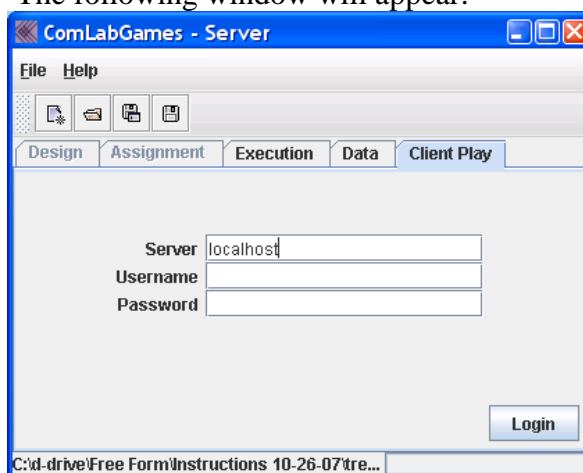 The following window will appear:
ComLabGames - Server
File Help
Design Assignment Execution Data Client Play
Server localhost
Username
Password
Login
C:\d-drive\Free Form\Instructions 10-26-07\tre...